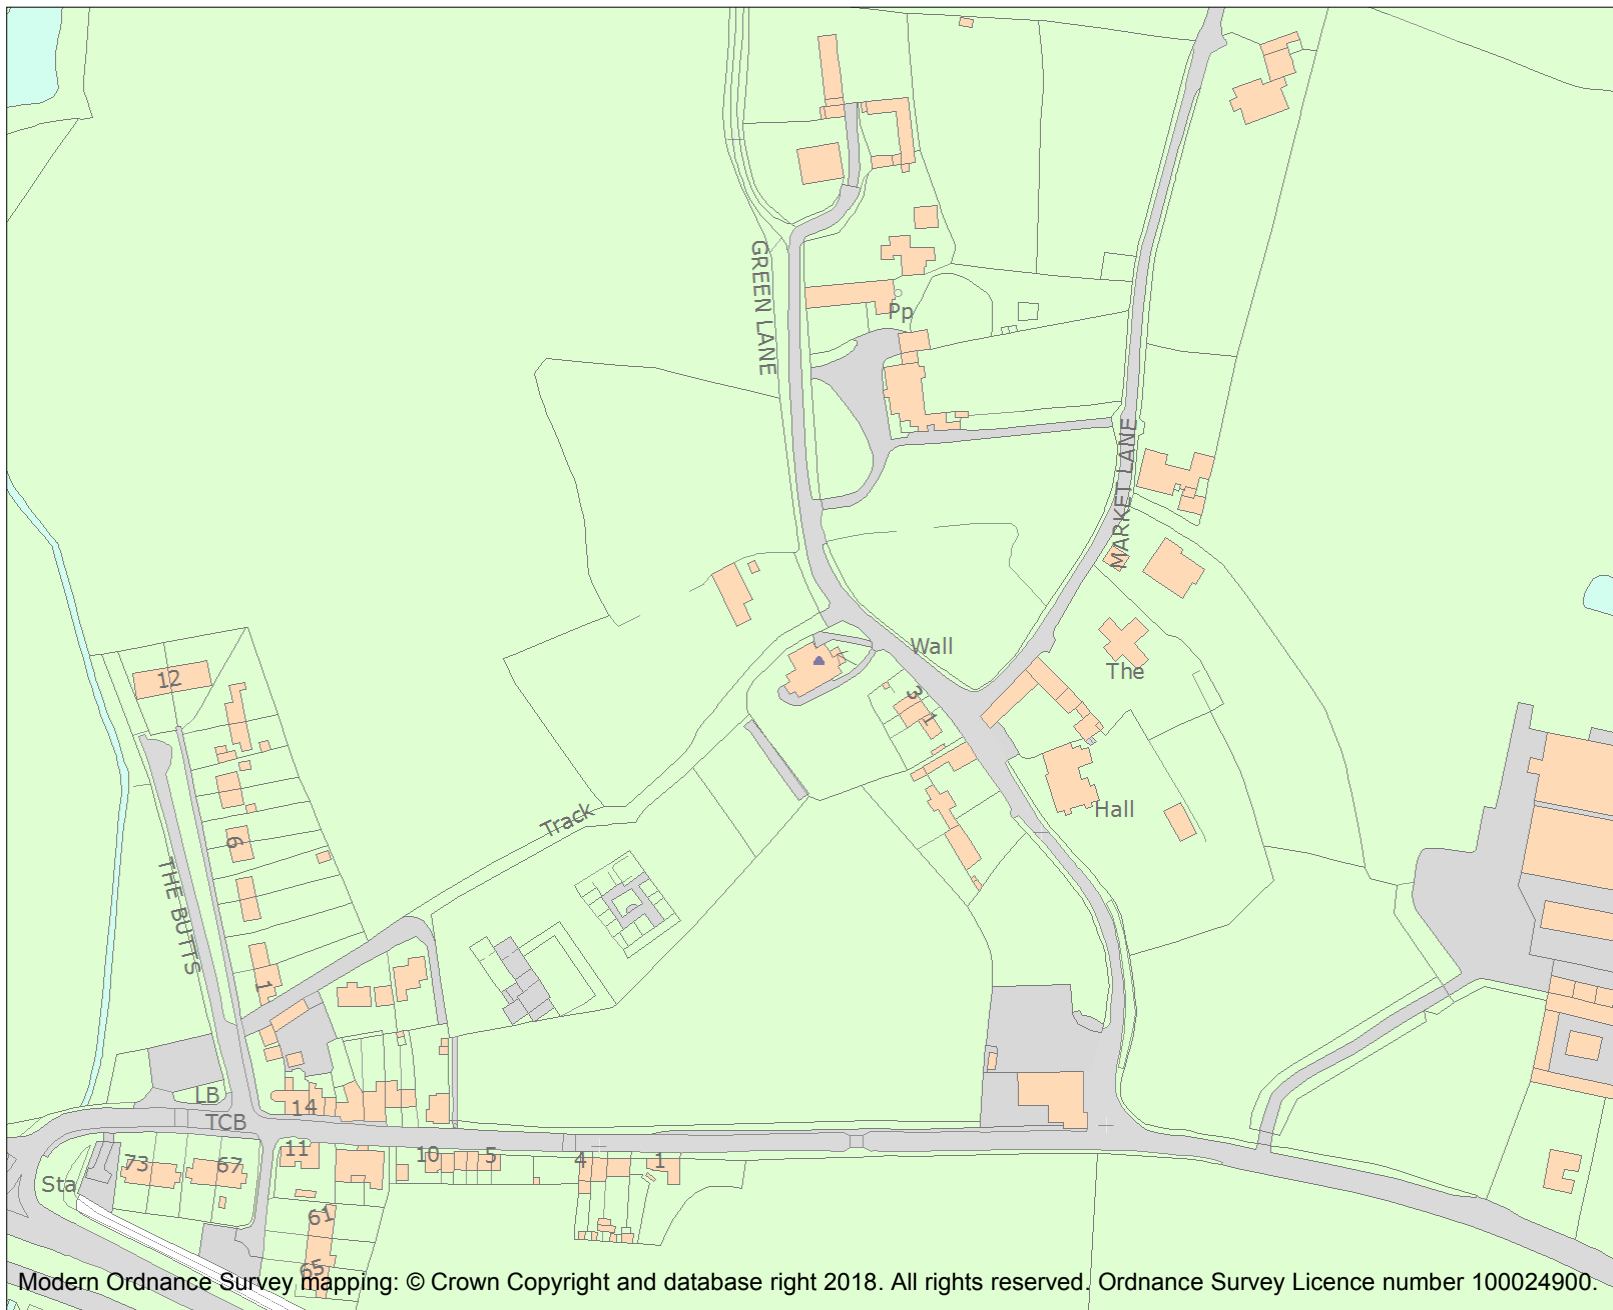 GREEN LANE
Pp
MARKET LANE
Wall
The
12
3
1
Hall
Track
6
THE BUTTS
1
LB
14
TCB
11
73
67
10
5
4
1
Sta
61
65
Modern Ordnance Survey mapping: © Crown Copyright and database right 2018. All rights reserved. Ordnance Survey Licence number 100024900.